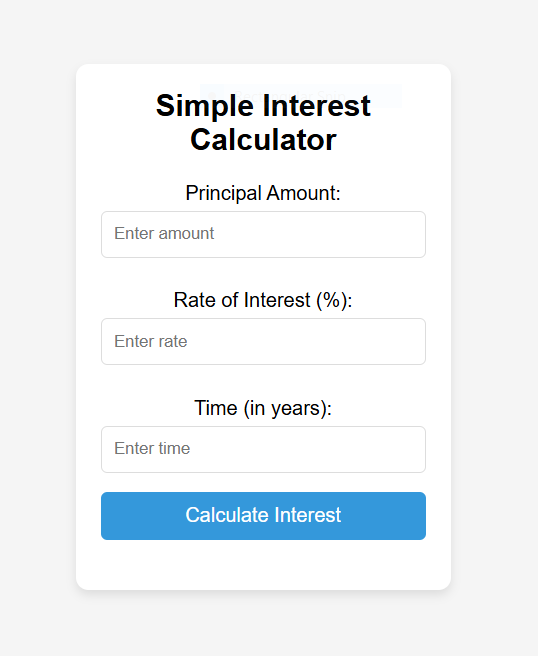 Simple Interest
Calculator
Principal Amount:
Enter amount
Rate of Interest (%):
Enter rate
Time (in years):
Enter time
Calculate Interest